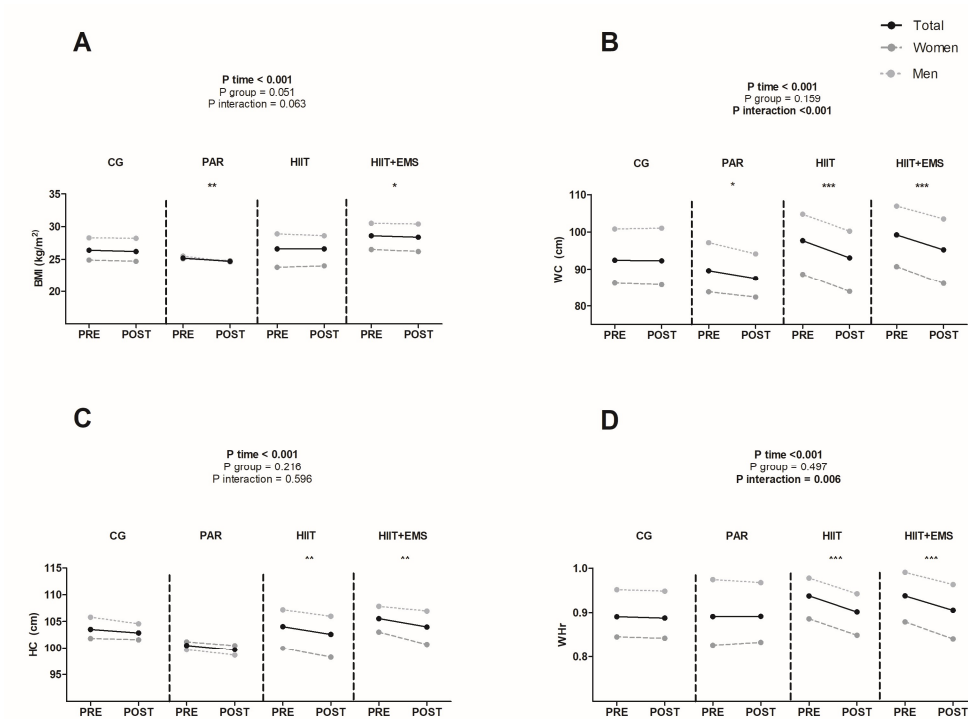 A
P time < 0.001
P group = 0.051
P interaction = 0.063
CG
PAR
HIIT
HIIT+EMS
**
*
35
30
25
20
BMI (kg/m²)
PRE
POST
PRE
POST
PRE
POST
PRE
POST
B
Total
Women
Men
P time < 0.001
P group = 0.159
P interaction <0.001
CG
PAR
HIIT
HIIT+EMS
*
***
***
110
100
90
80
WC (cm)
PRE
POST
PRE
POST
PRE
POST
PRE
POST
C
P time < 0.001
P group = 0.216
P interaction = 0.596
CG
PAR
HIIT
HIIT+EMS
^^
^^
115
110
105
100
95
HC (cm)
PRE
POST
PRE
POST
PRE
POST
PRE
POST
D
P time <0.001
P group = 0.497
P interaction = 0.006
CG
PAR
HIIT
HIIT+EMS
^^^
^^^
1.0
0.9
0.8
WHr
PRE
POST
PRE
POST
PRE
POST
PRE
POST